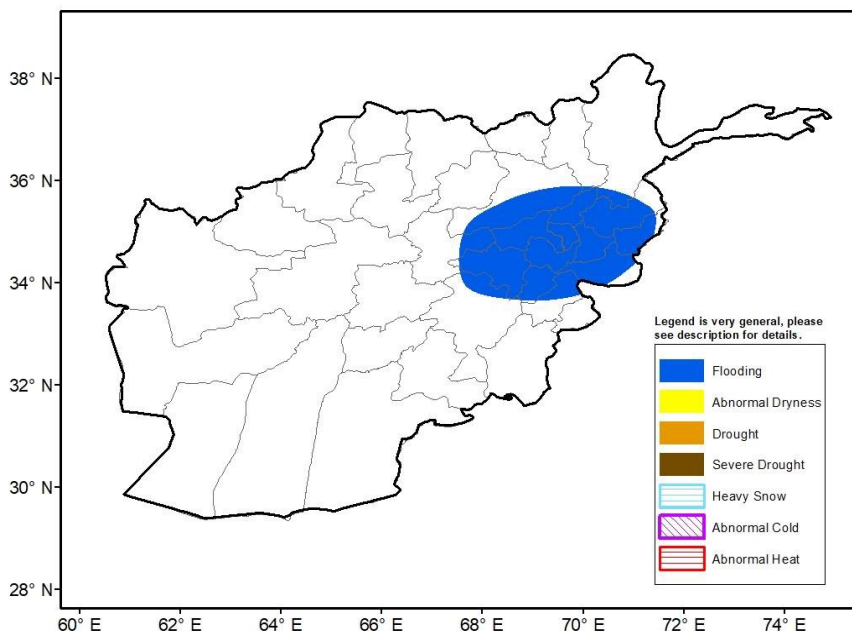 38° N
36° N
34° N
32° N
30° N
28° N
Legend is very general, please
see description for details.
Flooding
Abnormal Dryness
Drought
Severe Drought
Heavy Snow
Abnormal Cold
Abnormal Heat
60° E 62° E 64° E 66° E 68° E 70° E 72° E 74° E